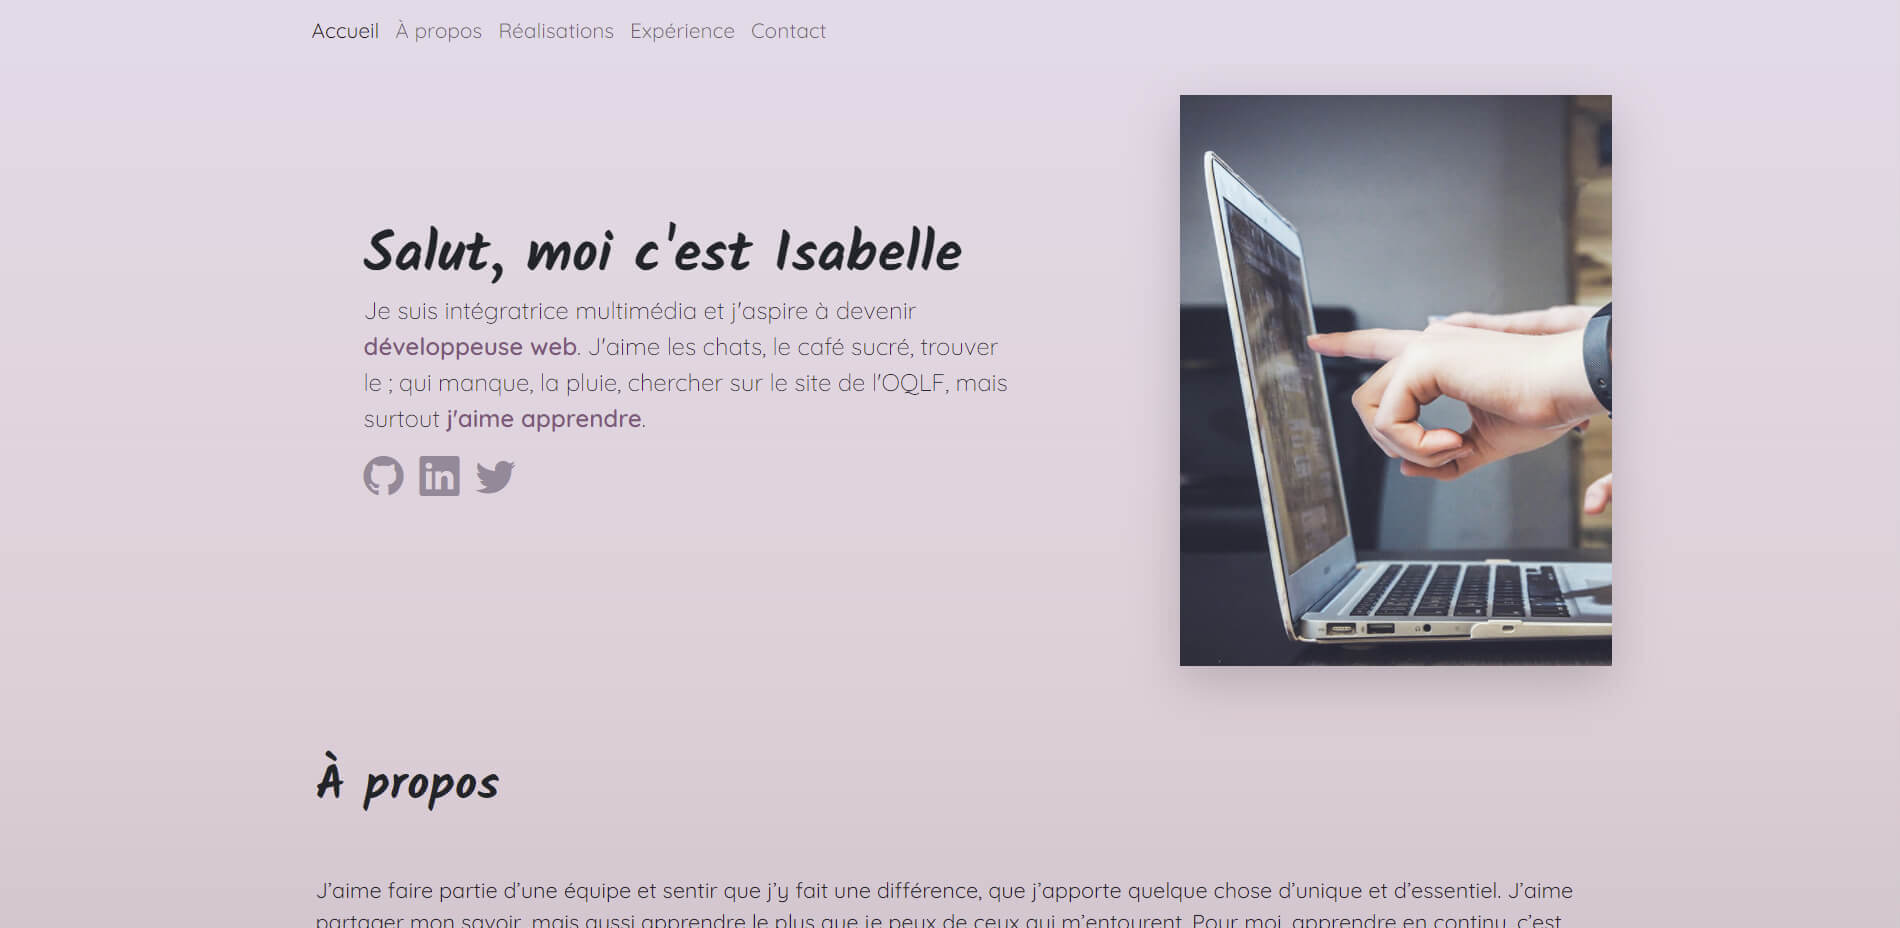 Accueil À propos Réalisations Expérience Contact
Salut, moi c'est Isabelle
Je suis intégratrice multimédia et j'aspire à devenir
développeuse web. J'aime les chats, le café sucré, trouver
le ; qui manque, la pluie, chercher sur le site de l'OQLF, mais
surtout j'aime apprendre.
in
À propos
J’aime faire partie d’une équipe et sentir que j’y fait une différence, que j’apporte quelque chose d’unique et d’essentiel. J’aime
partager mon savoir, mais aussi apprendre le plus que je peux de ceux qui m’entourent. Pour moi, apprendre en continu, c’est